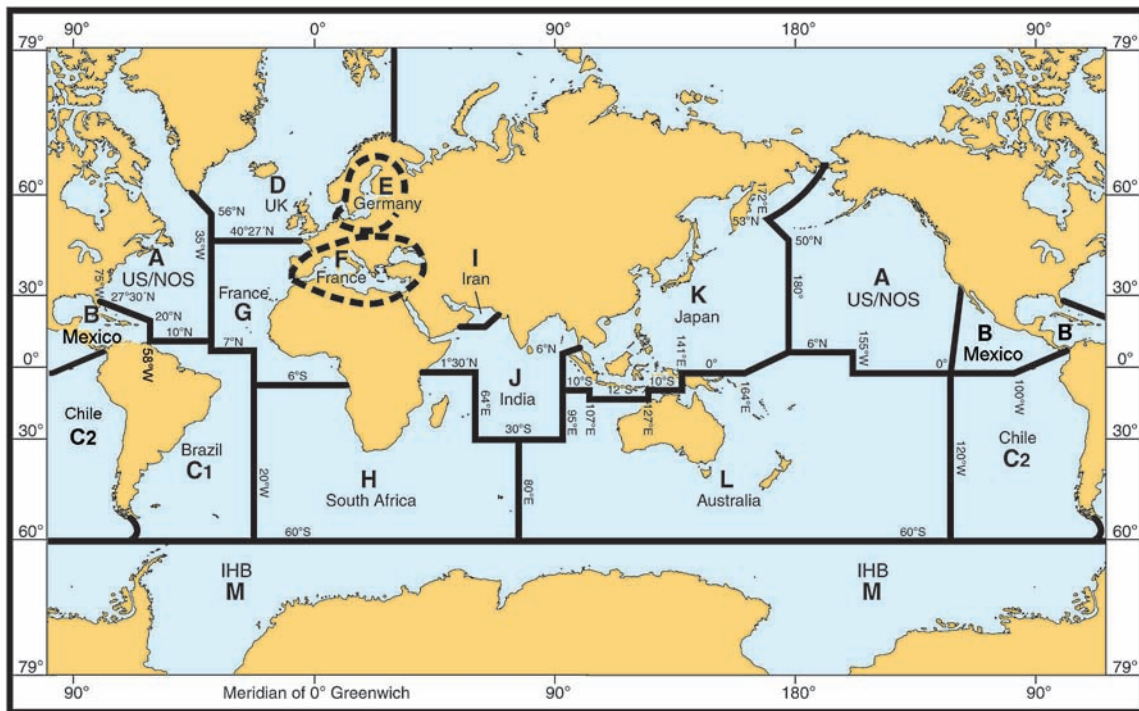 90° 0° 90° 180° 90°
79° 79°
60° 60°
30° 30°
0° 0°
30° 30°
60° 60°
79° 79°
D
UK
E
Germany
172°E
53°N
56°N
40°27´N
35°W
50°N
A
US/NOS
75°W
27°30´N
F
France
I
Iran
K
Japan
180°
A
US/NOS
France
G
B
Mexico
20°N
10°N
58°W
7°N
6°N
141°E
0°
6°N
155°W
0°
B
Mexico
B
1°30´N
6°S
J
India
64°E
10°S
12°S
10°S
164°E
100°W
95°E
107°E
127°E
30°S
Chile
C2
Brazil
C1
20°W
H
South Africa
80°E
L
Australia
120°W
Chile
C2
60°S
60°S
IHB
M
IHB
M
90° Meridian of 0° Greenwich 90° 180° 90°